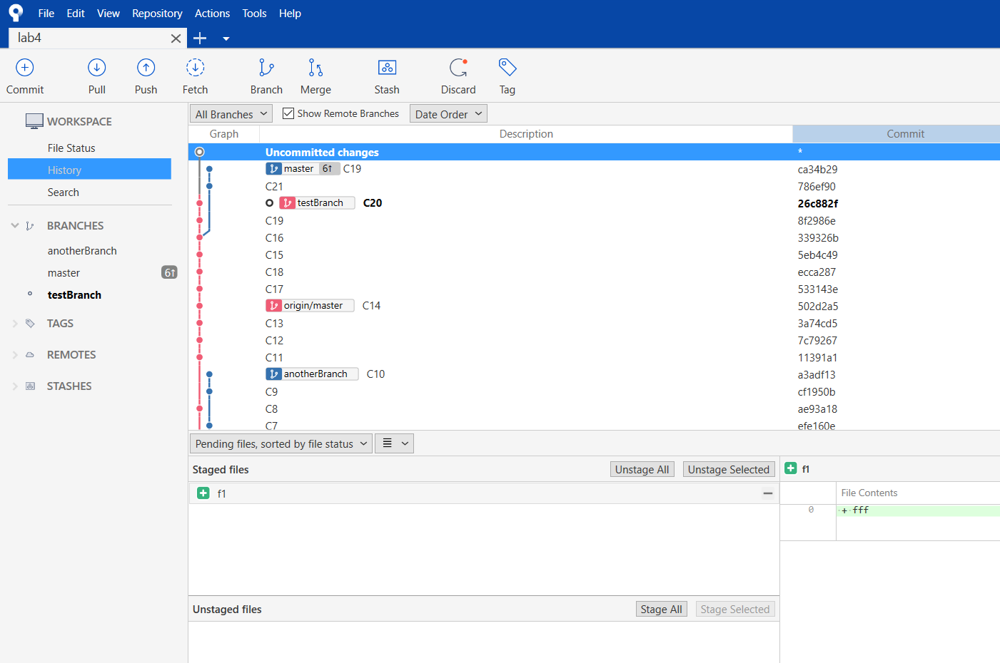 File Edit View Repository Actions Tools Help
lab4
Commit Pull Push Fetch Branch Merge Stash Discard Tag
WORKSPACE
File Status
History
Search
BRANCHES
anotherBranch
master 6↑
testBranch
TAGS
REMOTES
STASHES
All Branches Show Remote Branches Date Order
Graph Description Commit
Uncommitted changes *
master 6↑ C19 ca34b29
C21 786ef90
testBranch C20 26c882f
C19 8f2986e
C16 339326b
C15 5eb4c49
C18 ecca287
C17 533143e
origin/master C14 502d2a5
C13 3a74cd5
C12 7c79267
C11 11391a1
anotherBranch C10 a3adf13
C9 cf1950b
C8 ae93a18
C7 efe160e
Pending files, sorted by file status
Staged files Unstage All Unstage Selected
f1
Unstaged files Stage All Stage Selected
f1
File Contents
0 + fff